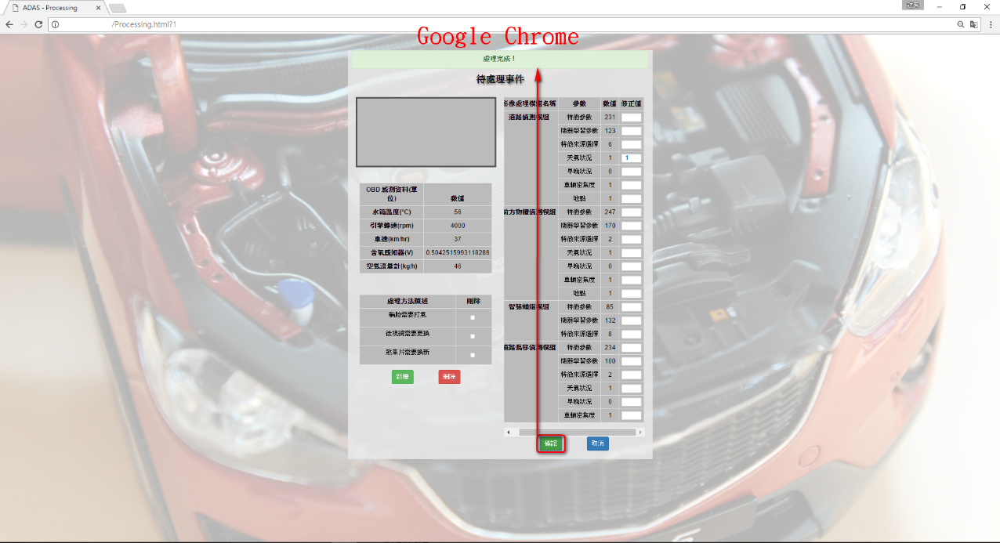 ADAS - Processing
訪客
/Processing.html?1
Google Chrome
處理完成！
待處理事件
OBD 感測資料(單位) 數值
水箱溫度(°C) 56
引擎轉速(rpm) 4000
車速(km/hr) 37
含氧感知器(V) 0.5042515993118286
空氣流量計(kg/h) 46
處理方法陳述 刪除
輪胎需要打氣
後視鏡需要更換
煞車片需要換新
新增 刪除
影像處理模組名稱 參數 數值 修正值
道路偵測模組 特徵參數 231
機器學習參數 123
特徵來源選擇 6
天氣狀況 1 1
早晚狀況 0
車輛密集度 1
地點 1
前方物體偵測模組 特徵參數 247
機器學習參數 170
特徵來源選擇 2
天氣狀況 1
早晚狀況 0
車輛密集度 1
地點 1
智慧頭燈模組 特徵參數 85
機器學習參數 132
特徵來源選擇 8
道路偏移偵測模組 特徵參數 234
機器學習參數 100
特徵來源選擇 2
天氣狀況 1
早晚狀況 0
車輛密集度 1
確認 取消